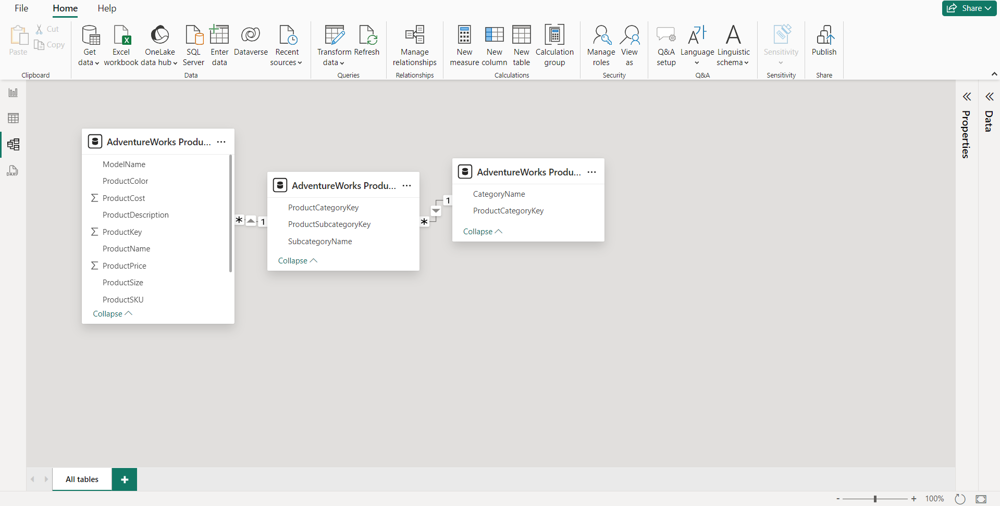 File Home Help
Share
Paste
Cut
Copy
Clipboard
Get data
Excel workbook
OneLake data hub
SQL Server
Enter data
Dataverse
Recent sources
Data
Transform data
Refresh
Queries
Manage relationships
Relationships
New measure
New column
New table
Calculation group
Calculations
Manage roles
View as
Security
Q&A setup
Language
Linguistic schema
Q&A
Sensitivity
Sensitivity
Publish
Share
DAX
AdventureWorks Produ... ...
ModelName
ProductColor
∑ ProductCost
ProductDescription
∑ ProductKey
ProductName
∑ ProductPrice
ProductSize
ProductSKU
Collapse
* 1
AdventureWorks Produ... ...
ProductCategoryKey
ProductSubcategoryKey
SubcategoryName
Collapse
* 1
AdventureWorks Produ... ...
CategoryName
ProductCategoryKey
Collapse
Properties
Data
All tables
+
- + 100%